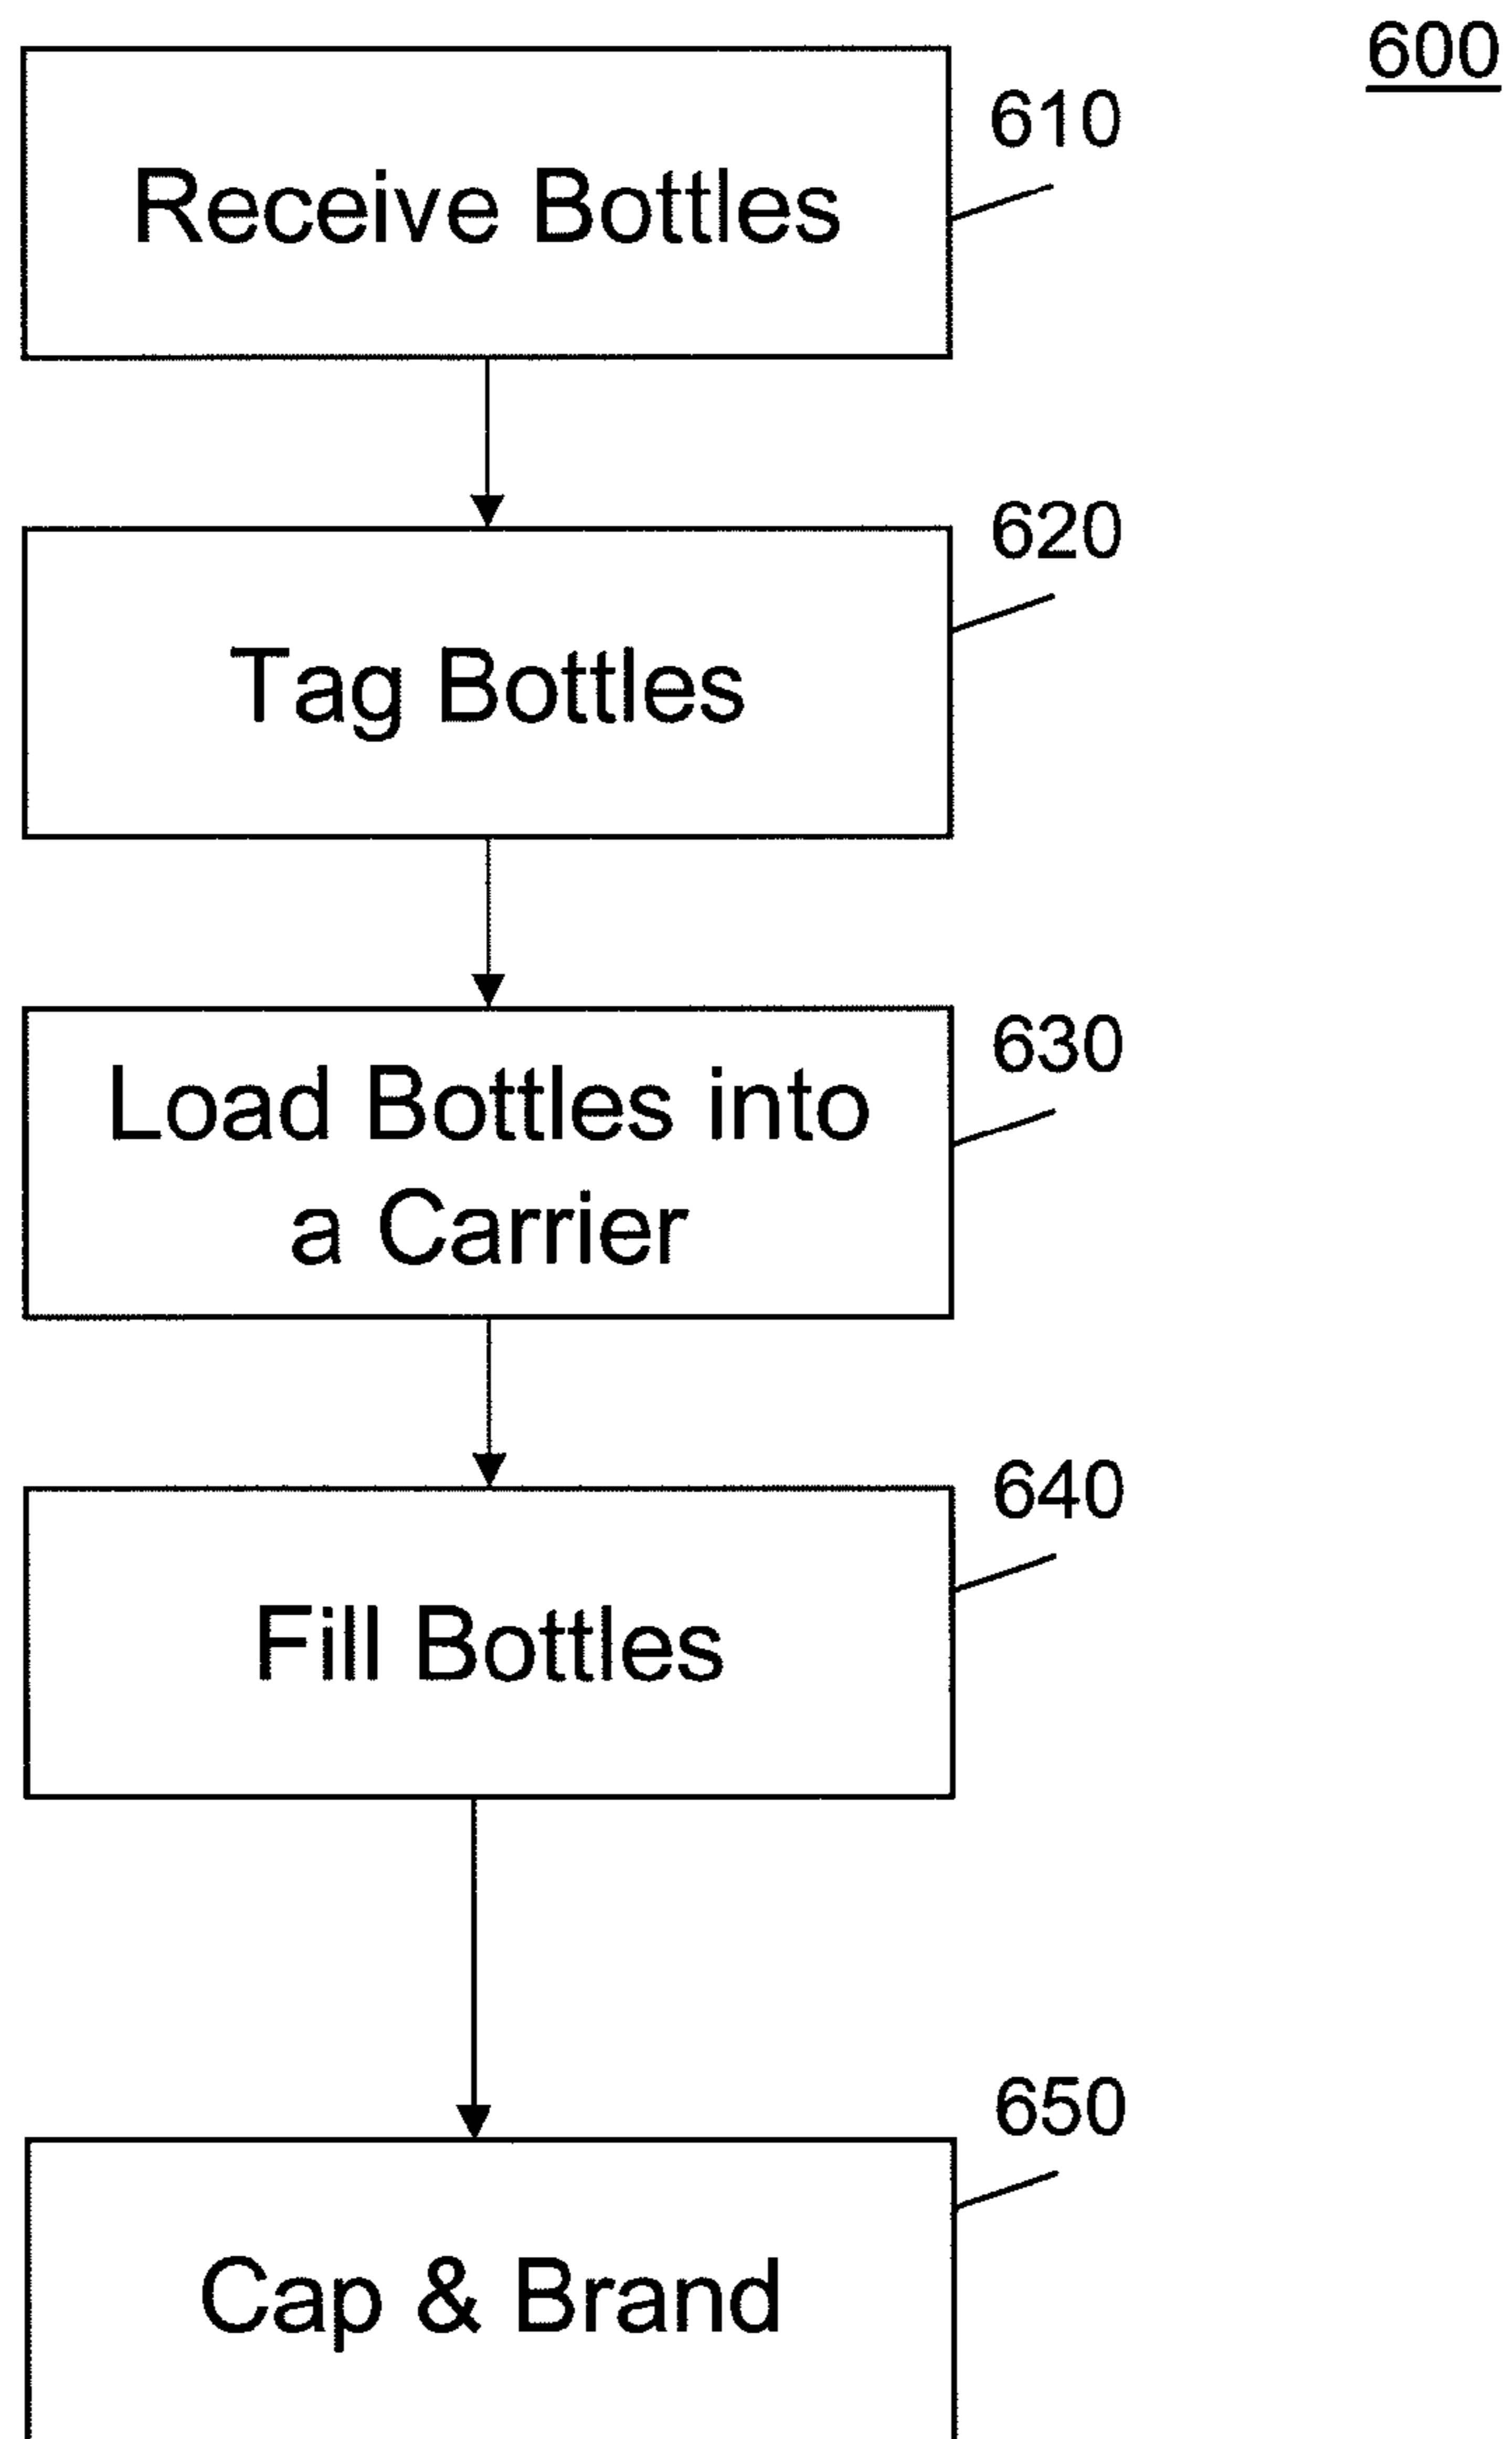 600
610
Receive Bottles
620
Tag Bottles
630
Load Bottles into
a Carrier
640
Fill Bottles
650
Cap & Brand